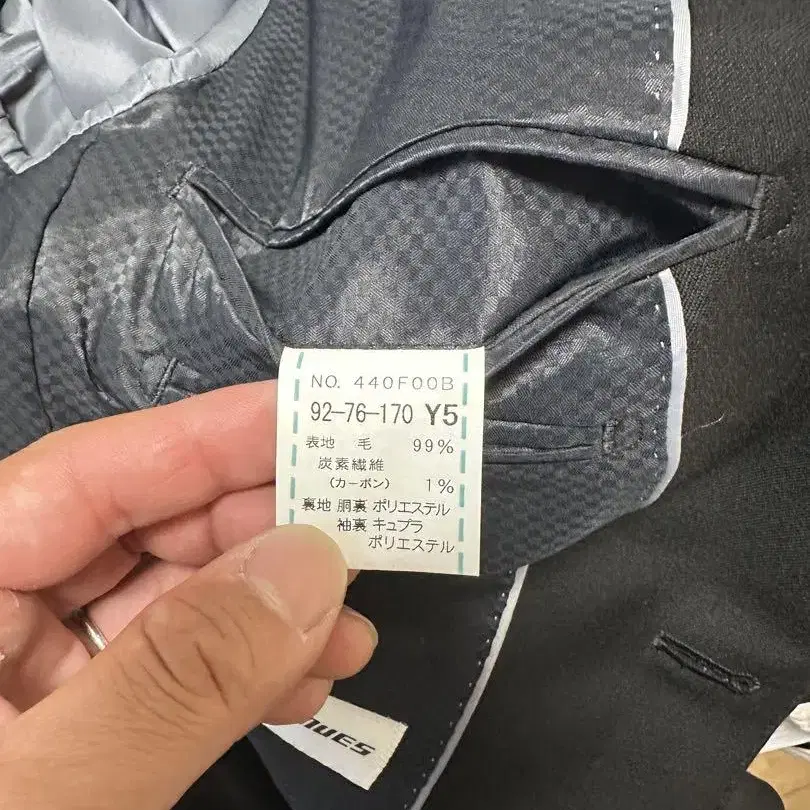 NO. 440F00B
92-76-170 Y5
表地 毛 99%
炭素繊維
(カーボン) 1%
裏地 胴裏 ポリエステル
袖裏 キュプラ
ポリエステル